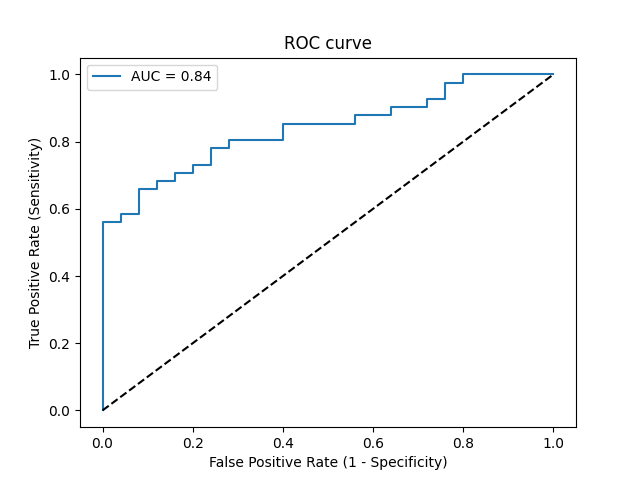 ROC curve
AUC = 0.84
1.0
0.8
0.6
0.4
0.2
0.0
True Positive Rate (Sensitivity)
0.0 0.2 0.4 0.6 0.8 1.0
False Positive Rate (1 - Specificity)